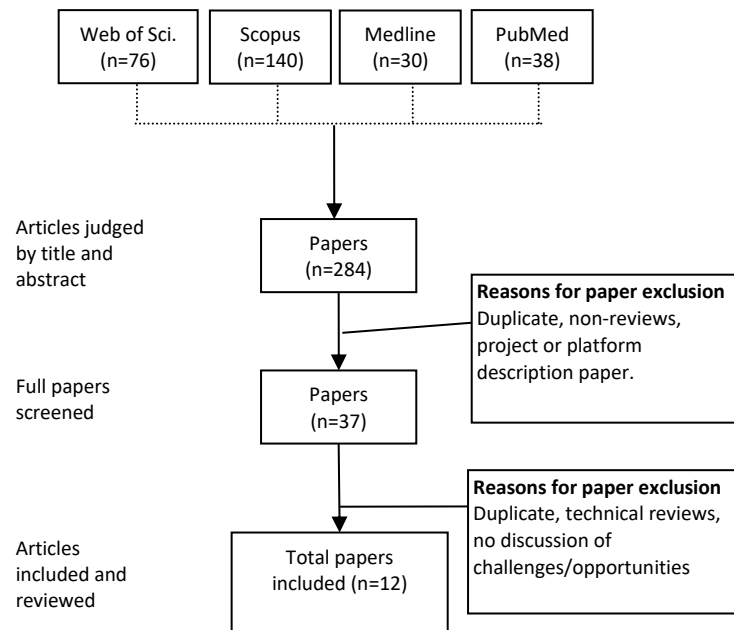 Web of Sci.
(n=76)
Scopus
(n=140)
Medline
(n=30)
PubMed
(n=38)
Articles judged
by title and
abstract
Papers
(n=284)
Reasons for paper exclusion
Duplicate, non-reviews,
project or platform
description paper.
Full papers
screened
Papers
(n=37)
Reasons for paper exclusion
Duplicate, technical reviews,
no discussion of
challenges/opportunities
Articles
included and
reviewed
Total papers
included (n=12)